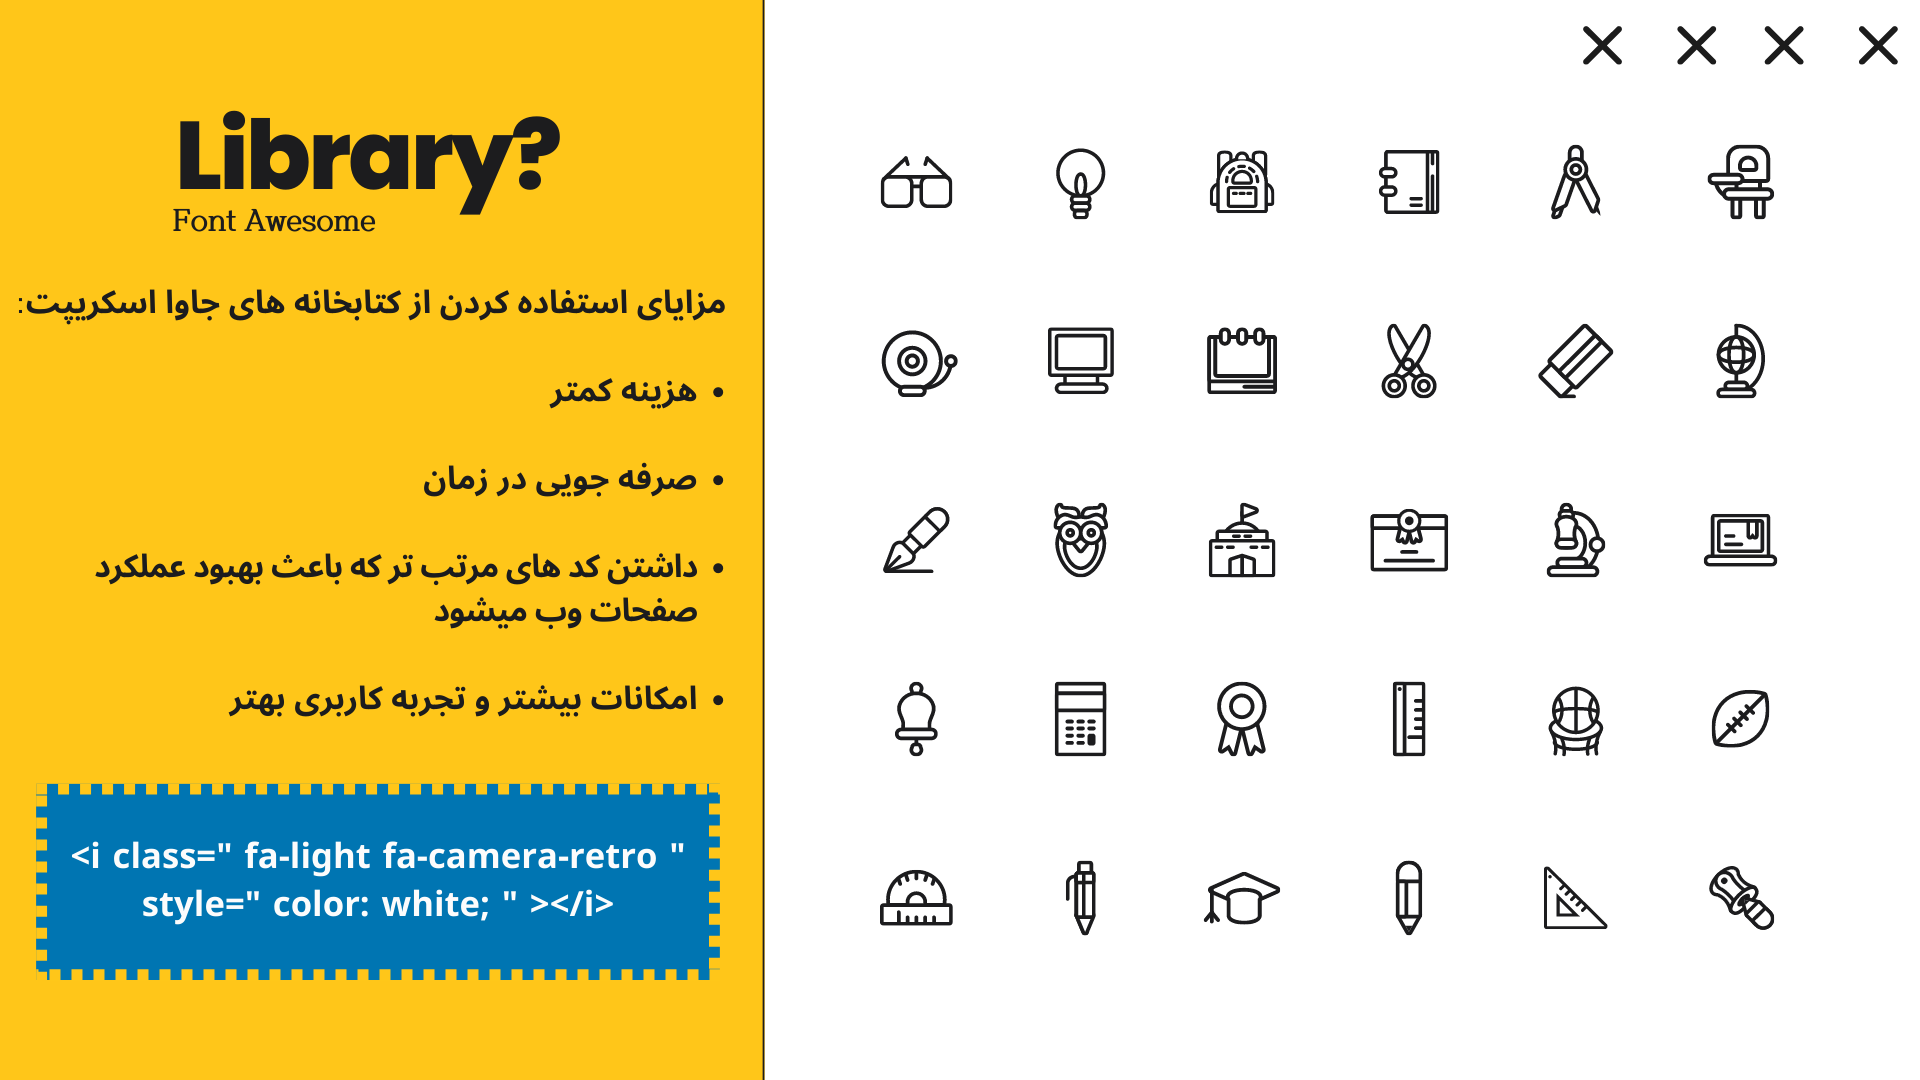 Library?
Font Awesome
مزایای استفاده کردن از کتابخانه های جاوا اسکریپت:
• هزینه کمتر
• صرفه جویی در زمان
• داشتن کد های مرتب تر که باعث بهبود عملکرد
صفحات وب میشود
• امکانات بیشتر و تجربه کاربری بهتر
<i class=" fa-light fa-camera-retro "
style=" color: white; " ></i>